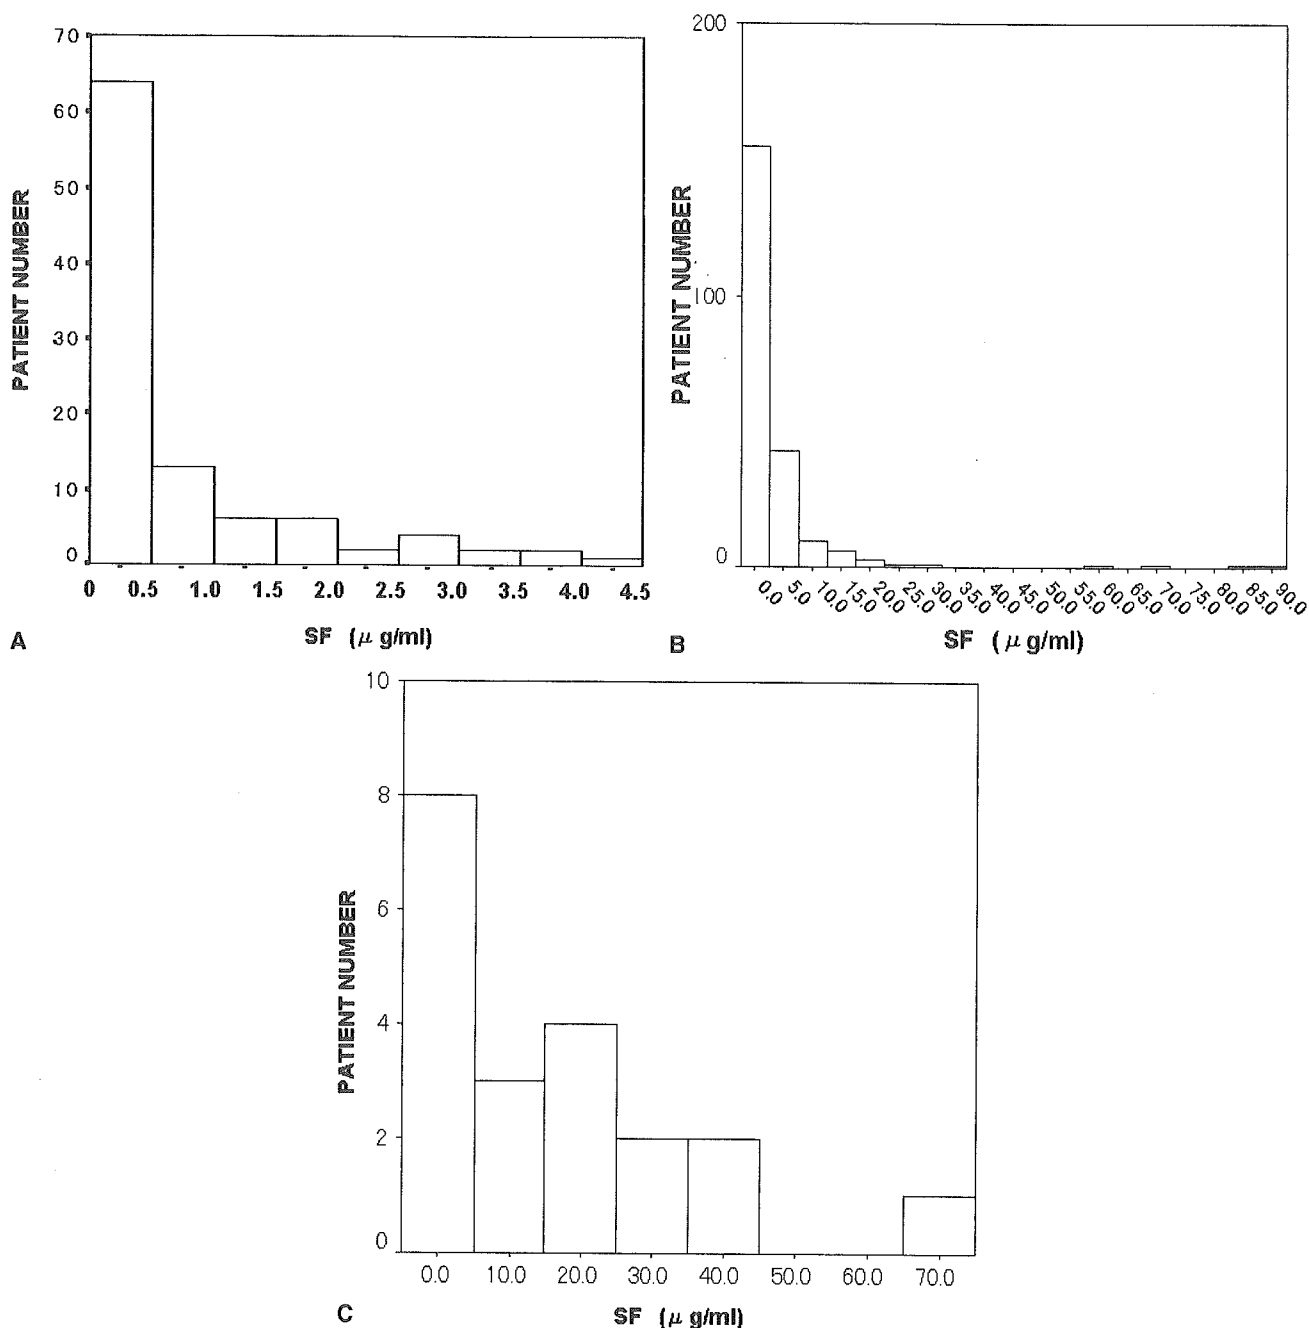 70
60
50
40
30
20
10
0
PATIENT NUMBER
0 0.5 1.0 1.5 2.0 2.5 3.0 3.5 4.0 4.5
SF (μ g/ml)
A
200
100
0
PATIENT NUMBER
0.0 5.0 10.0 15.0 20.0 25.0 30.0 35.0 40.0 45.0 50.0 55.0 60.0 65.0 70.0 75.0 80.0 85.0 90.0
SF (μ g/ml)
B
10
8
6
4
2
0
PATIENT NUMBER
0.0 10.0 20.0 30.0 40.0 50.0 60.0 70.0
SF (μ g/ml)
C